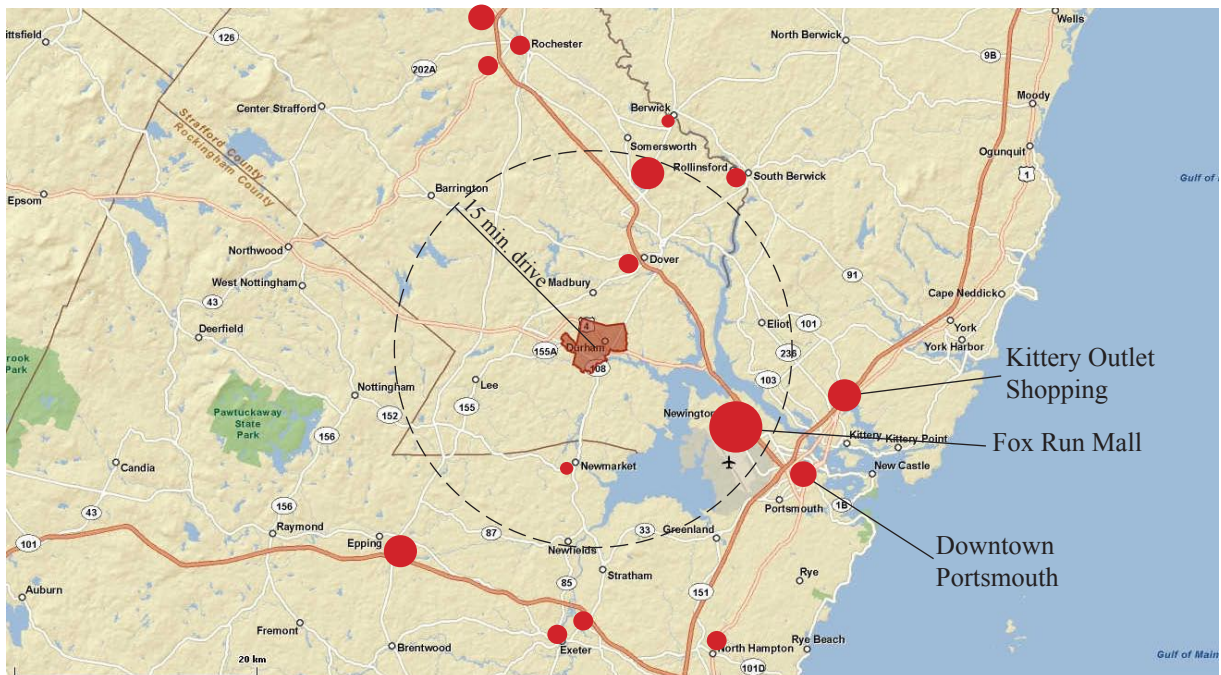 ittsfield
126
Rochester
North Berwick
Wells
9B
202A
Center Strafford
Berwick
Moody
Strafford County
Rockingham County
Somersworth
Rollinsford
South Berwick
Ogunquit
1
Gulf of
Epsom
Barrington
15 min. drive
Northwood
Dover
91
West Nottingham
Madbury
43
Cape Neddick
Deerfield
4
Eliot
101
York
155A
Durham
236
York Harbor
rook
Park
108
Kittery Outlet
Shopping
Lee
103
Nottingham
152
155
Newington
Pawtuckaway
State
Park
156
Fox Run Mall
Kittery
Kittery Point
Candia
Newmarket
New Castle
156
43
Portsmouth
1B
Raymond
87
33
Greenland
101
Epping
Newfields
Downtown
Portsmouth
85
Stratham
Rye
151
Auburn
Fremont
Brentwood
Exeter
North Hampton
Rye Beach
20 km
101D
Gulf of Main